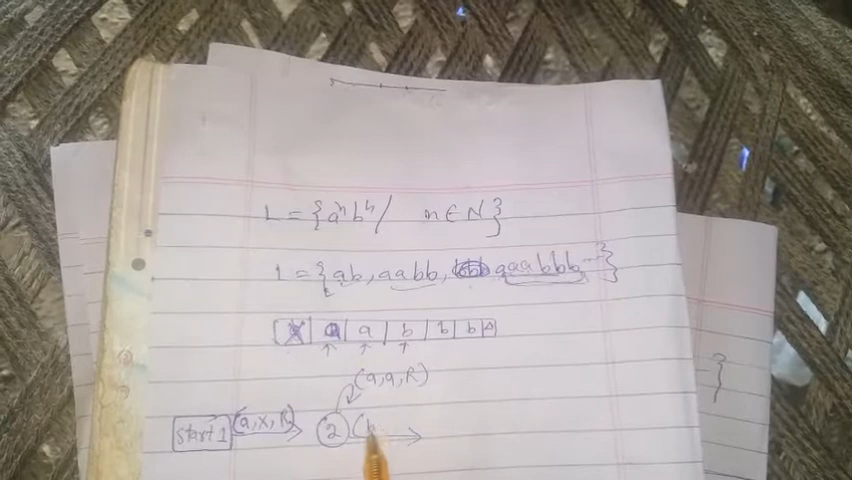 L = {aⁿbⁿ/ n ∈ N}
L = {ab, aabb, aaabbb ---}
a a b b b Δ
(a,a,R)
start 1 (a,x,R) 2 (b
}